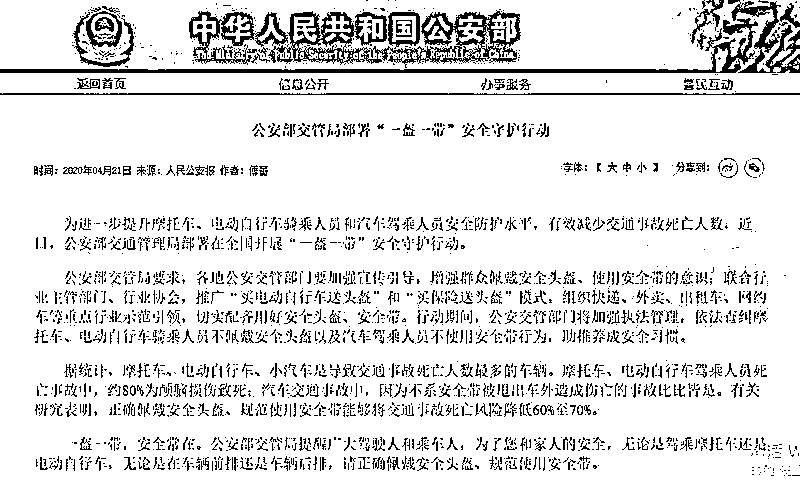 中华人民共和国公安部
The Ministry of Public Security of the People's Republic of China
返回首页 信息公开 办事服务 警民互动
公安部交管局部署“一盔一带”安全守护行动
时间：2020年04月21日 来源：人民公安报 作者：
字体：【 大 中 小 】 分享到：
为进一步提升摩托车、电动自行车骑乘人员和汽车驾乘人员安全防护水平，有效减少交通事故死亡人数，近
日，公安部交通管理局部署在全国开展“一盔一带”安全守护行动。
公安部交管局要求，各地公安交管部门要加强宣传引导，增强群众佩戴安全头盔、使用安全带的意识；联合行
业主管部门、行业协会，推广“买电动自行车送头盔”和“买保险送头盔”模式，组织快递、外卖、出租车、网约
车等重点行业示范引领，切实配齐用好安全头盔、安全带。行动期间，公安交管部门将加强执法管理，依法查纠摩
托车、电动自行车骑乘人员不佩戴安全头盔以及汽车驾乘人员不使用安全带行为，助推养成安全习惯。
据统计，摩托车、电动自行车、小汽车是导致交通事故死亡人数最多的车辆。摩托车、电动自行车驾乘人员死
亡事故中，约80%为颅脑损伤致死；汽车交通事故中，因为不系安全带被甩出车外造成伤亡的事故比比皆是。有关
研究表明，正确佩戴安全头盔、规范使用安全带能够将交通事故死亡风险降低60%至70%。
一盔一带，安全常在。公安部交管局提醒广大驾驶人和乘车人，为了您和家人的安全，无论是驾乘摩托车还是
电动自行车，无论是在车辆前排还是车辆后排，请正确佩戴安全头盔、规范使用安全带。